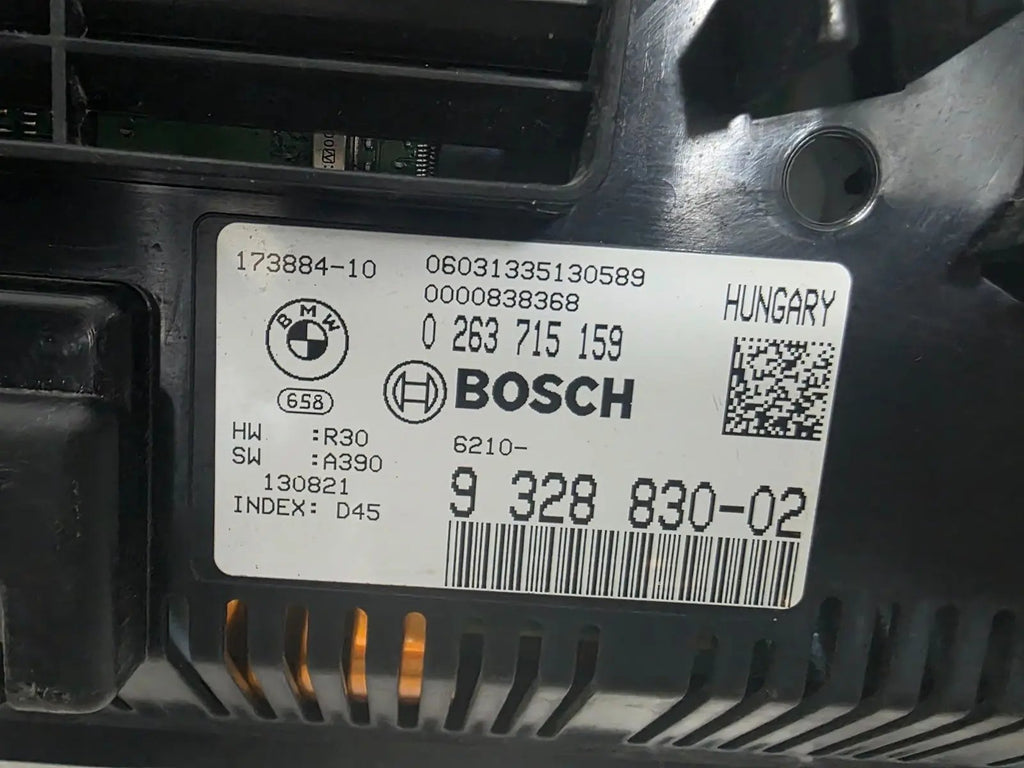 173884-10
06031335130589
0000838368
HUNGARY
0 263 715 159
BMW
658
BOSCH
HW :R30
SW :A390
130821
INDEX: D45
6210-
9 328 830-02